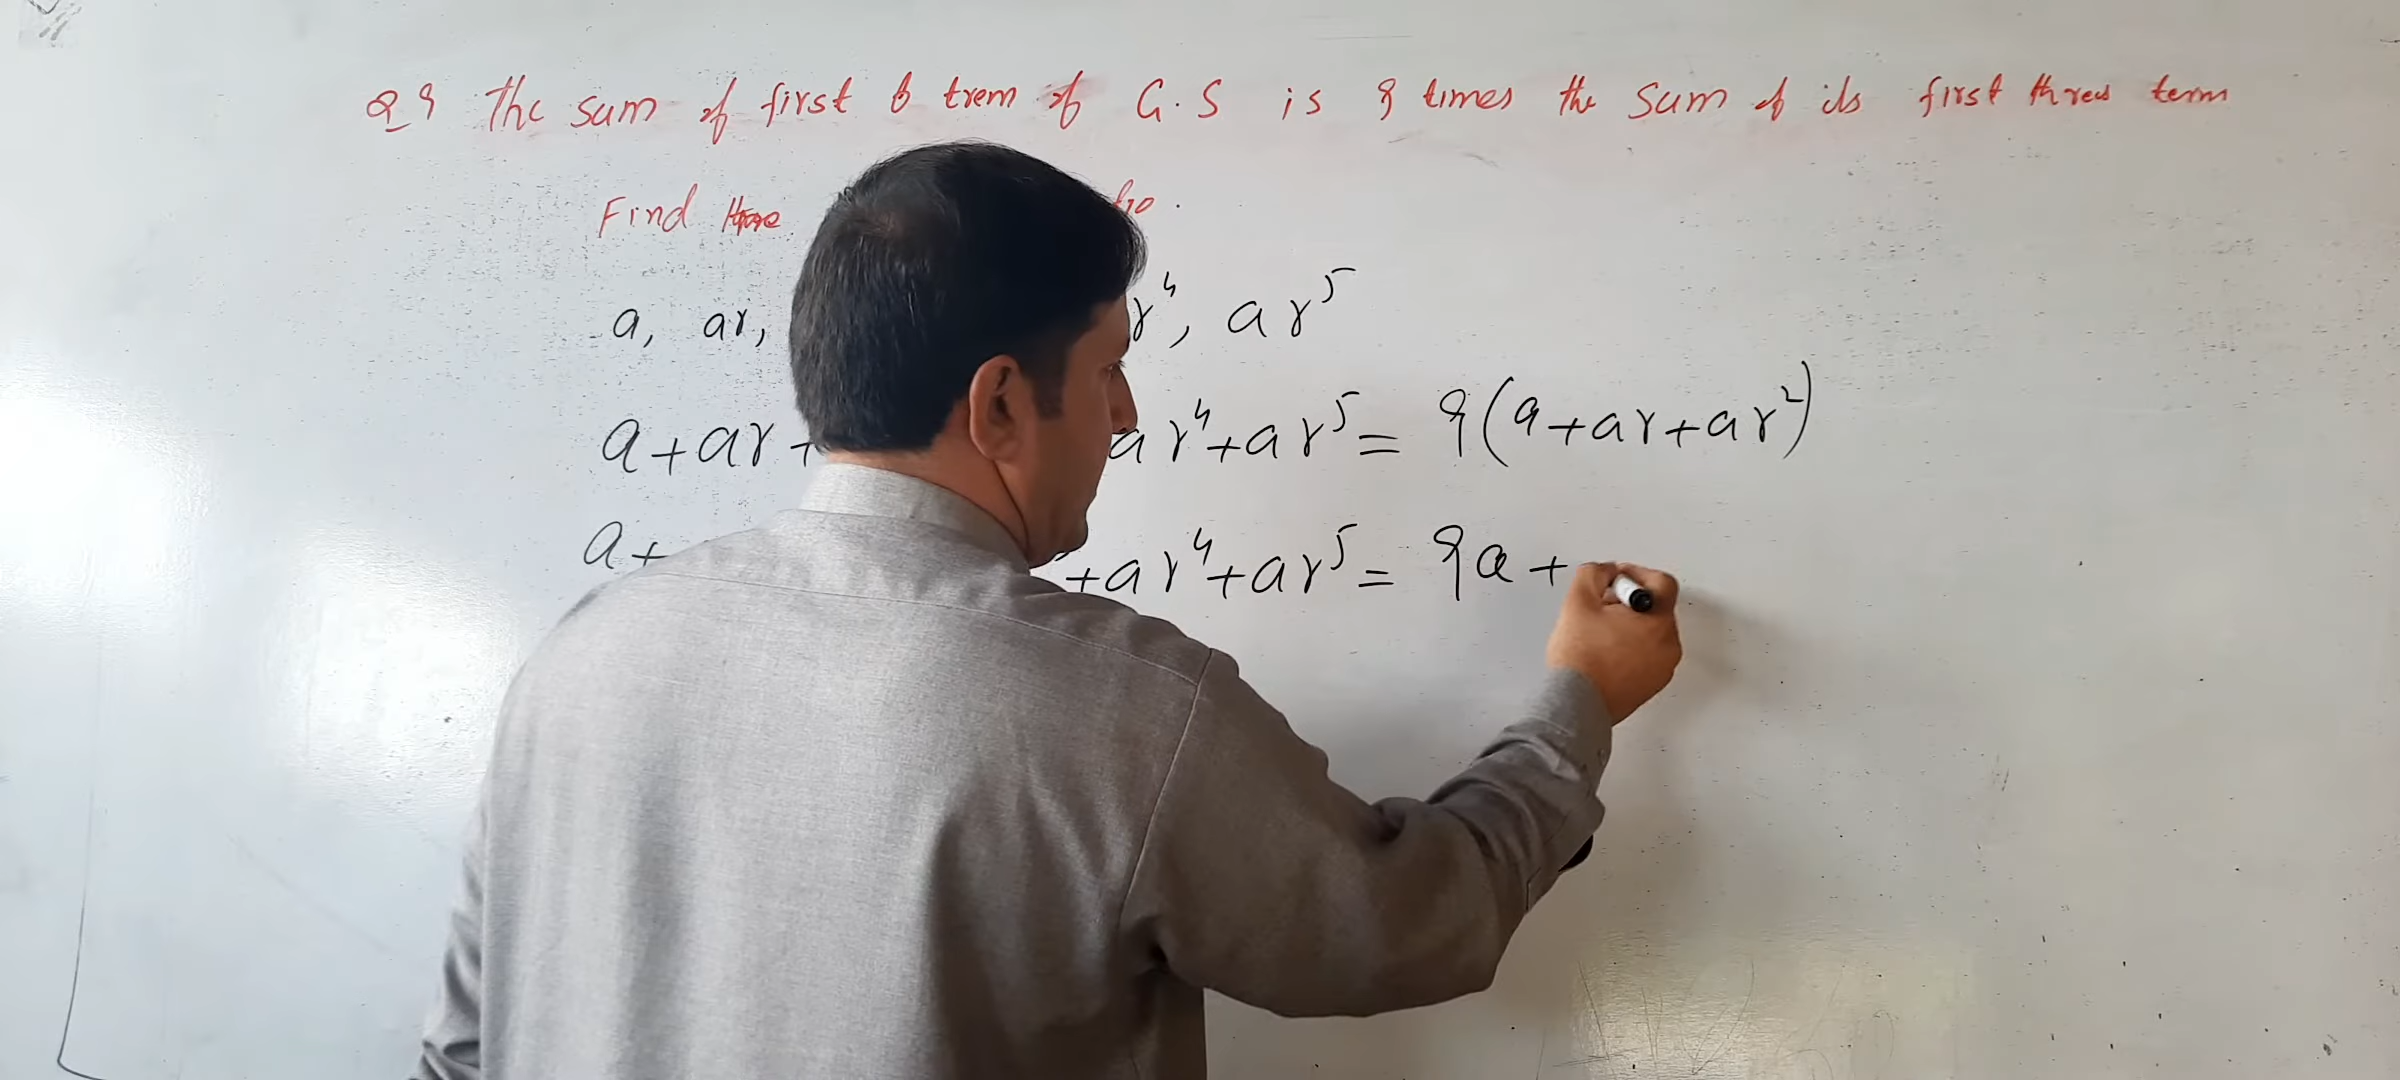 Q9 The sum of first 6 trem of G.S is 9 times the sum of its first three term
Find
a, ar, r⁴, ar⁵
a+ar+ ar⁴+ar⁵= 9(a+ar+ar²)
a+ +ar⁴+ar⁵= 9a+